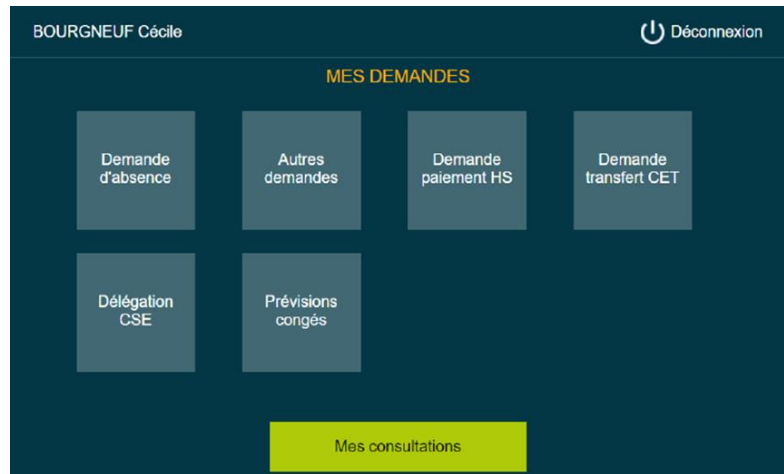 BOURGNEUF Cécile
Déconnexion
MES DEMANDES
Demande
d'absence
Autres
demandes
Demande
paiement HS
Demande
transfert CET
Délégation
CSE
Prévisions
congés
Mes consultations